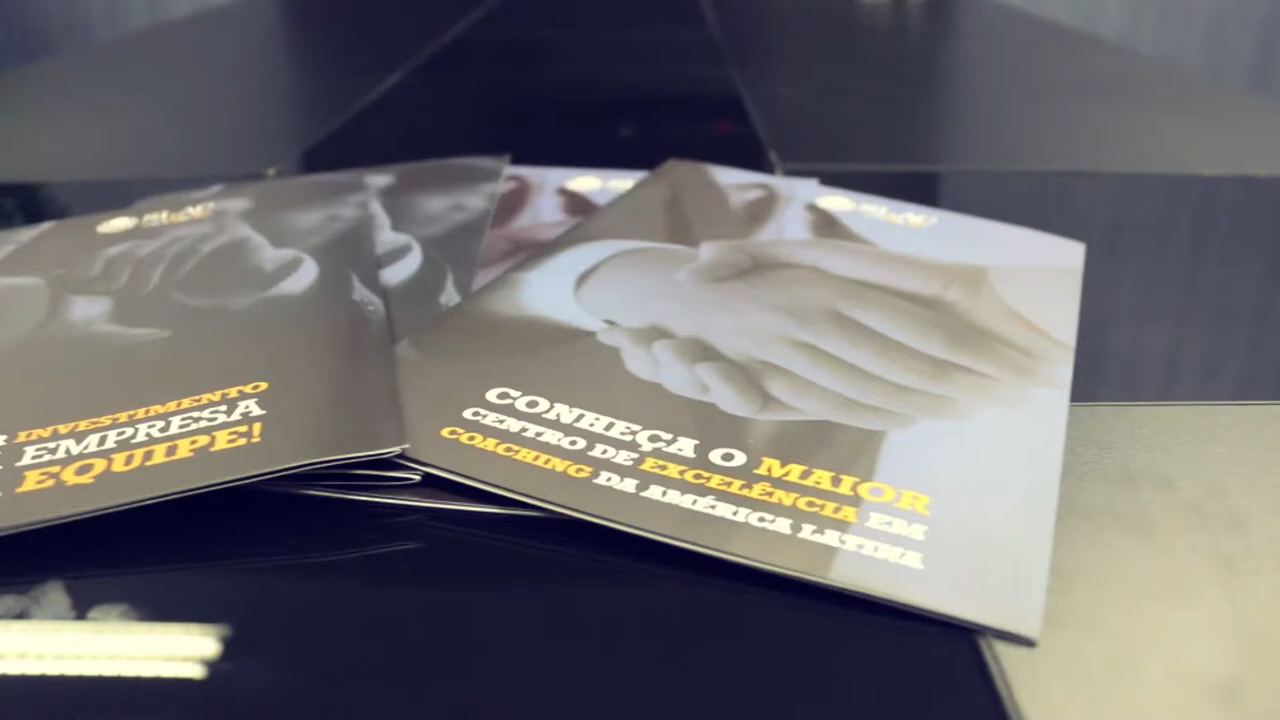 INVESTIMENTO
EMPRESA
EQUIPE!
CONHEÇA O MAIOR
CENTRO DE EXCELÊNCIA EM
COACHING DA AMÉRICA LATINA